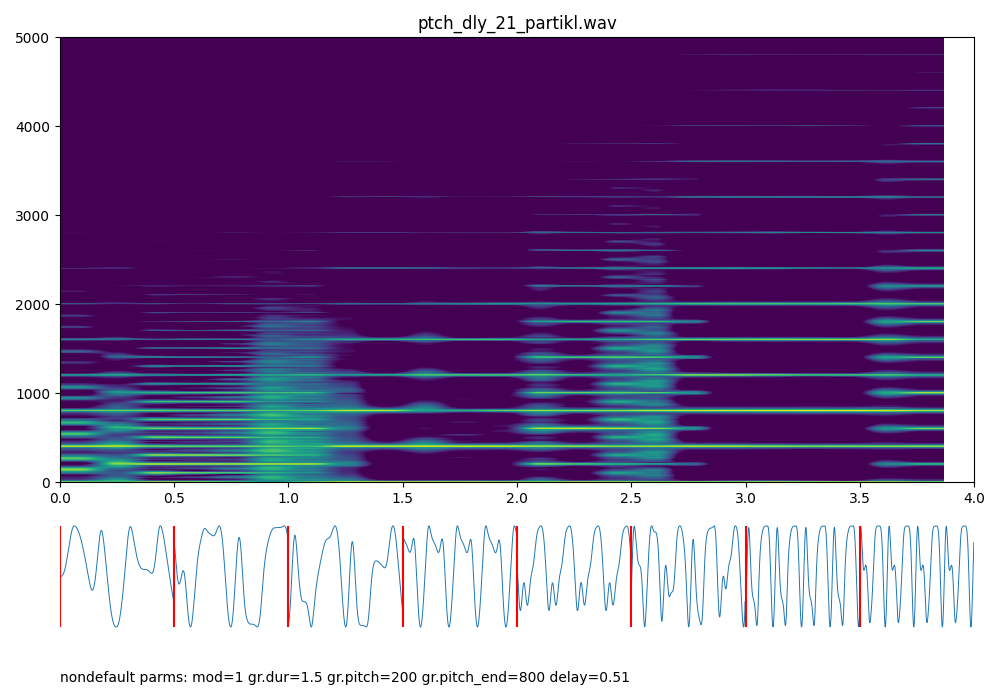 ptch_dly_21_partikl.wav
5000
4000
3000
2000
1000
0
0.0 0.5 1.0 1.5 2.0 2.5 3.0 3.5 4.0
nondefault parms: mod=1 gr.dur=1.5 gr.pitch=200 gr.pitch_end=800 delay=0.51